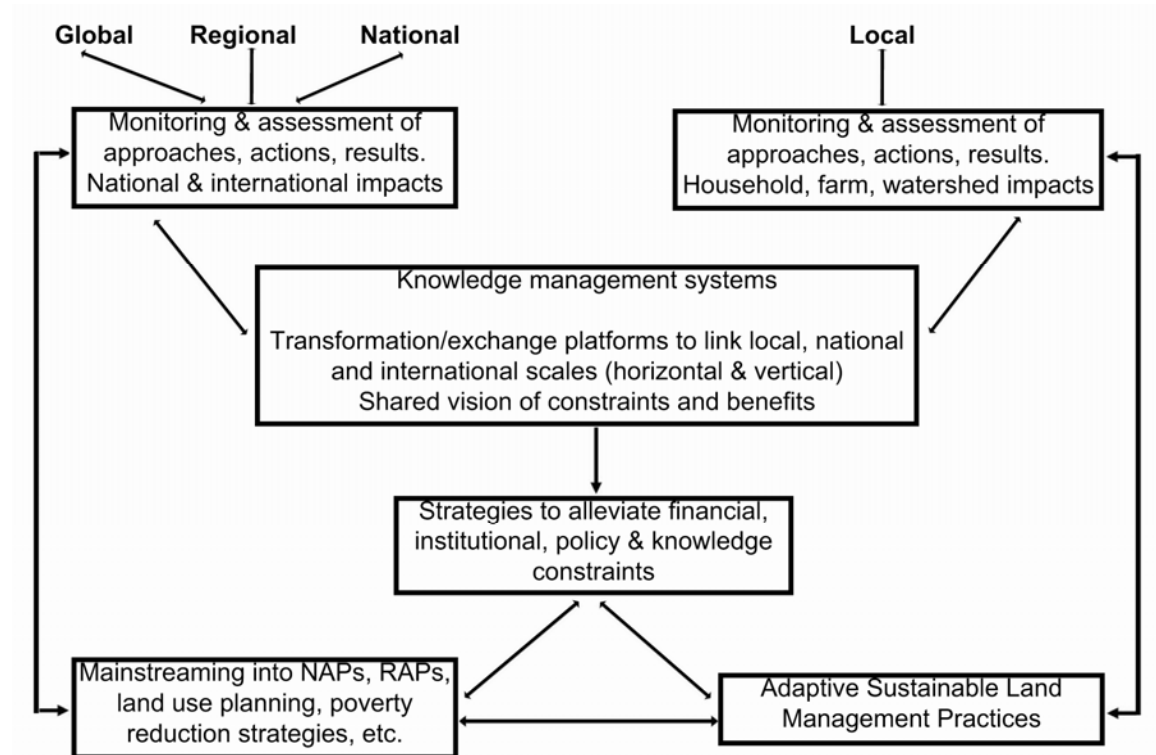 Global
Regional
National
Local
Monitoring & assessment of
approaches, actions, results.
National & international impacts
Monitoring & assessment of
approaches, actions, results.
Household, farm, watershed impacts
Knowledge management systems
Transformation/exchange platforms to link local, national
and international scales (horizontal & vertical)
Shared vision of constraints and benefits
Strategies to alleviate financial,
institutional, policy & knowledge
constraints
Mainstreaming into NAPs, RAPs,
land use planning, poverty
reduction strategies, etc.
Adaptive Sustainable Land
Management Practices